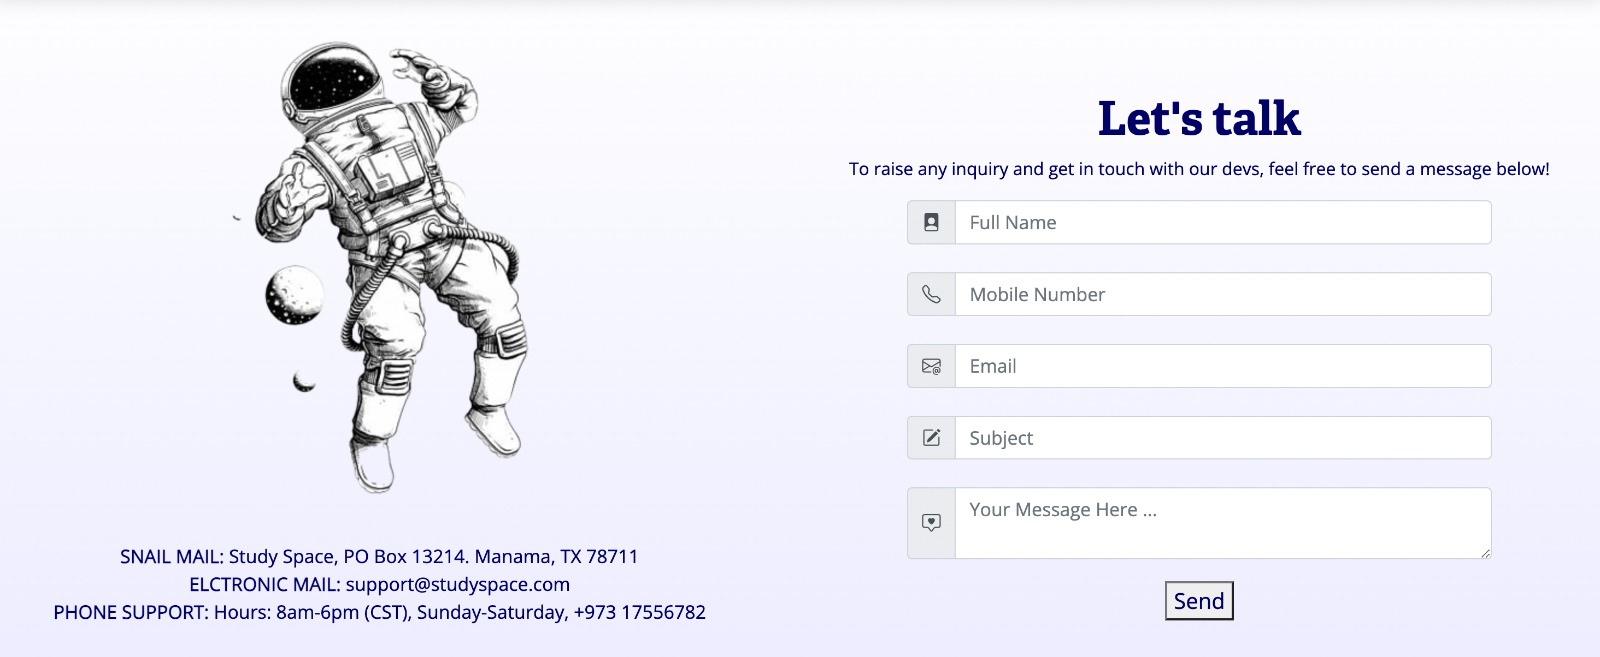 Let's talk
To raise any inquiry and get in touch with our devs, feel free to send a message below!
Full Name
Mobile Number
Email
Subject
Your Message Here ...
Send
SNAIL MAIL: Study Space, PO Box 13214. Manama, TX 78711
ELCTRONIC MAIL: support@studyspace.com
PHONE SUPPORT: Hours: 8am-6pm (CST), Sunday-Saturday, +973 17556782